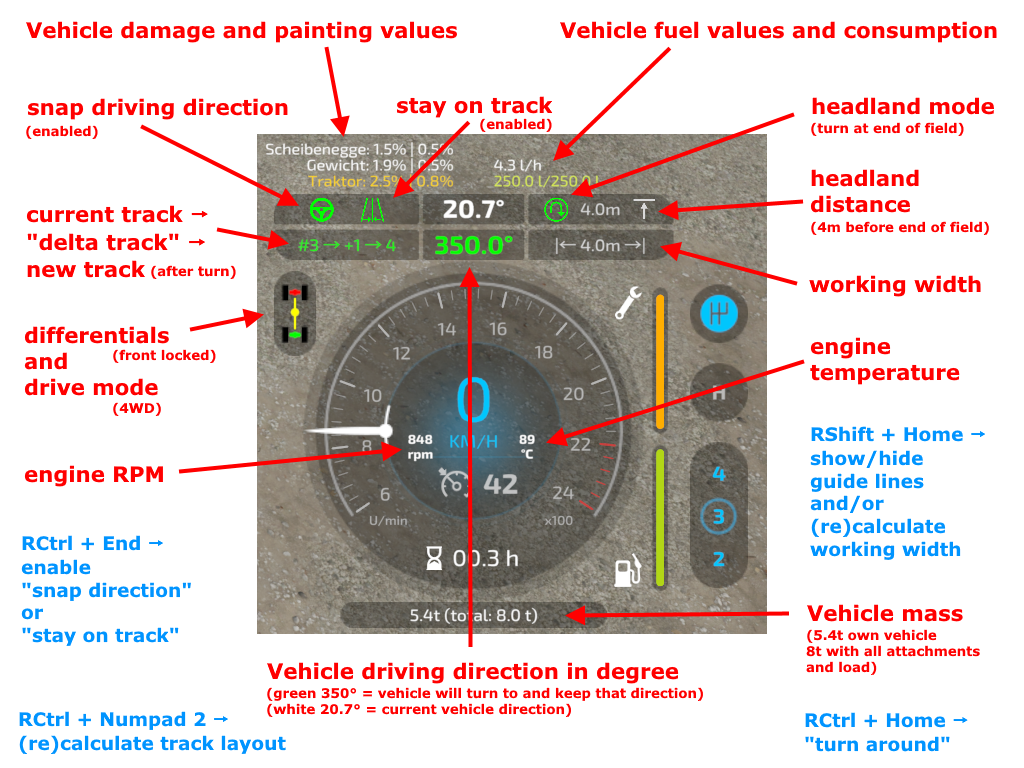 Vehicle damage and painting values
Vehicle fuel values and consumption
snap driving direction
(enabled)
stay on track
(enabled)
headland mode
(turn at end of field)
Scheibenegge: 1.5% | 0.5%
Gewicht: 1.9% | 0.5%
Traktor: 2.5% | 0.8%
4.3 l/h
250.0 l/250.0 l
headland
distance
(4m before end of field)
current track →
"delta track" →
new track (after turn)
20.7°
4.0m
#3 → +1 → 4
350.0°
|← 4.0m →|
working width
differentials
and (front locked)
drive mode
(4WD)
engine
temperature
6
8
10
12
14
16
18
20
22
24
U/min
x100
0
KM/H
848
rpm
89
°C
42
00.3 h
H
4
3
2
engine RPM
RShift + Home →
show/hide
guide lines
and/or
(re)calculate
working width
RCtrl + End →
enable
"snap direction"
or
"stay on track"
5.4t (total: 8.0 t)
Vehicle mass
(5.4t own vehicle
8t with all attachments
and load)
Vehicle driving direction in degree
(green 350° = vehicle will turn to and keep that direction)
(white 20.7° = current vehicle direction)
RCtrl + Numpad 2 →
(re)calculate track layout
RCtrl + Home →
"turn around"